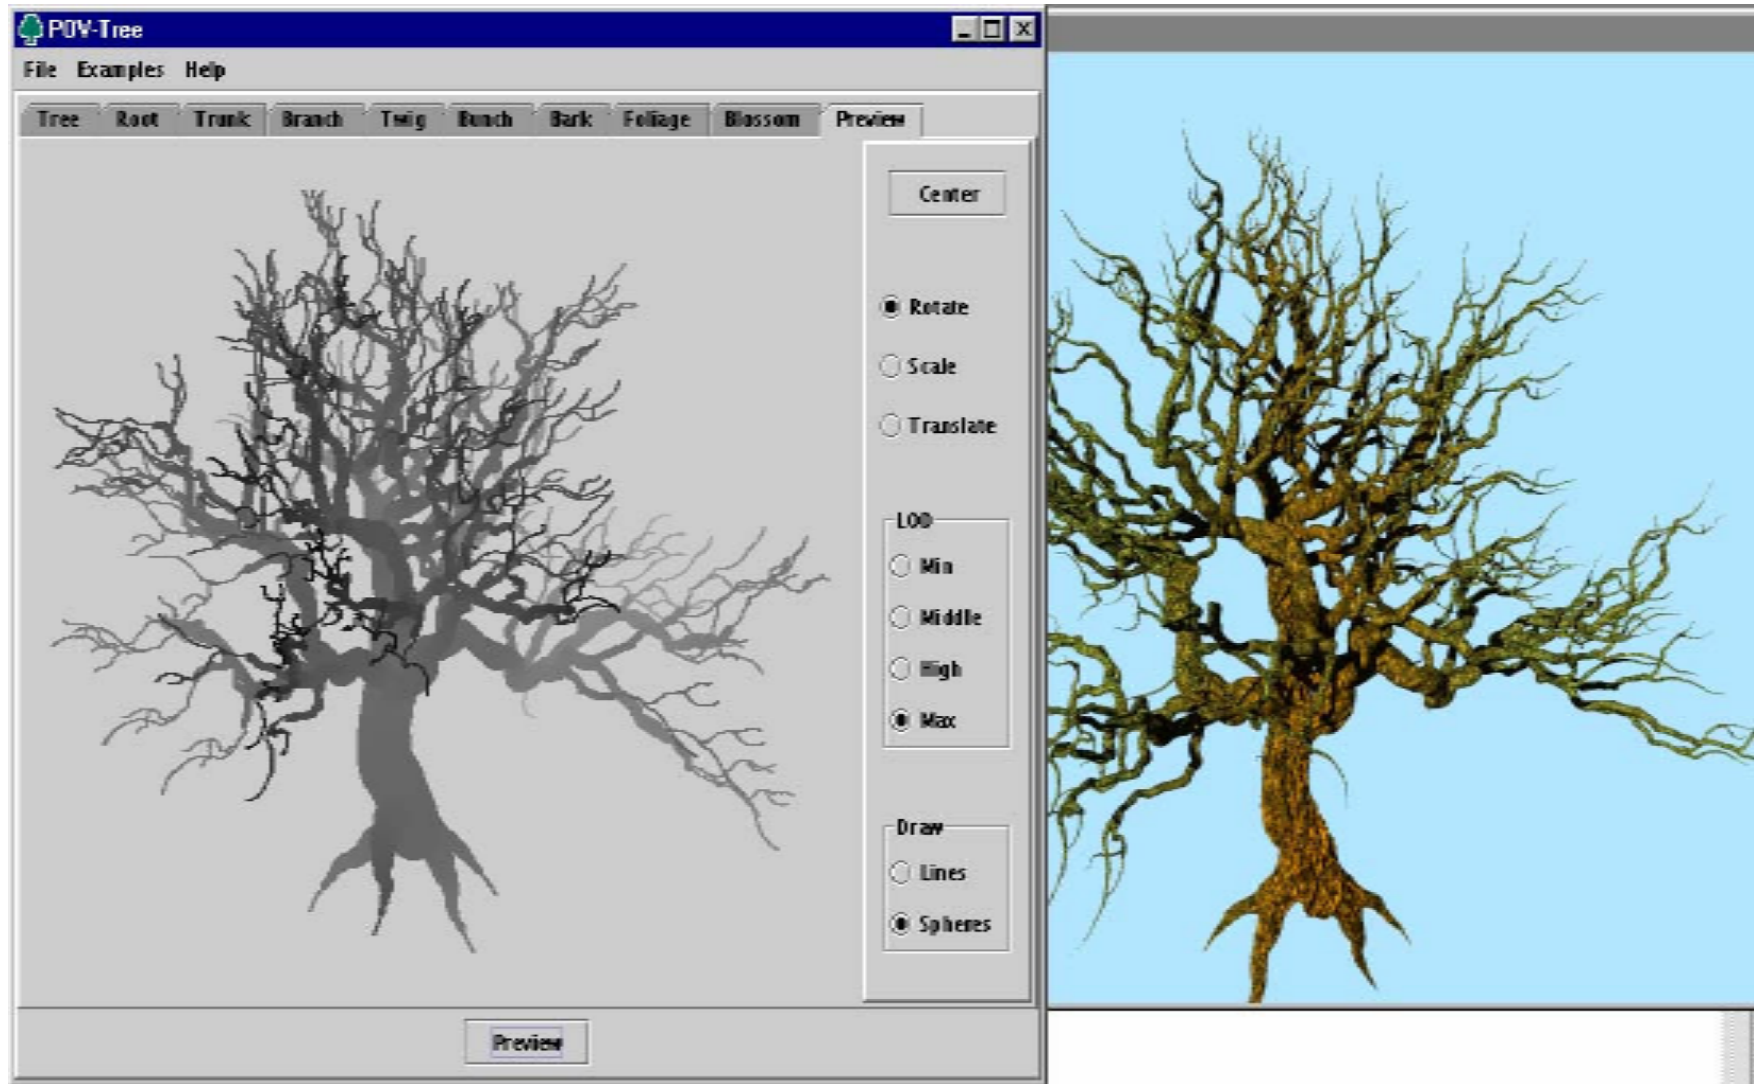 POV-Tree
File Examples Help
Tree Root Trunk Branch Twig Bunch Bark Foliage Blossom Preview
Center
Rotate
Scale
Translate
LOD
Min
Middle
High
Max
Draw
Lines
Spheres
Preview